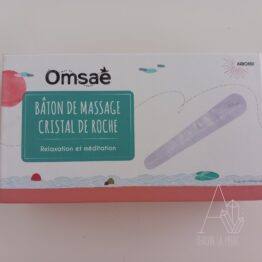 Omsaé
BÂTON DE MASSAGE
CRISTAL DE ROCHE
Relaxation et méditation